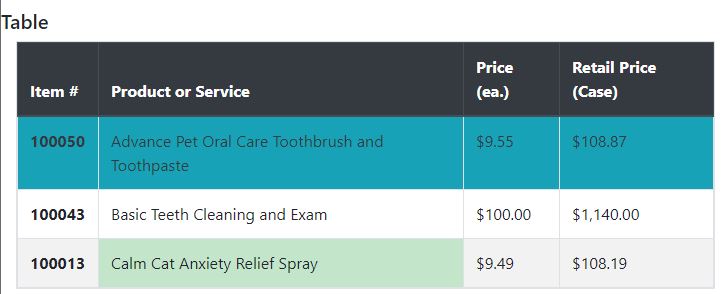 Table
Item # Product or Service Price (ea.) Retail Price (Case)
100050 Advance Pet Oral Care Toothbrush and Toothpaste $9.55 $108.87
100043 Basic Teeth Cleaning and Exam $100.00 $1,140.00
100013 Calm Cat Anxiety Relief Spray $9.49 $108.19